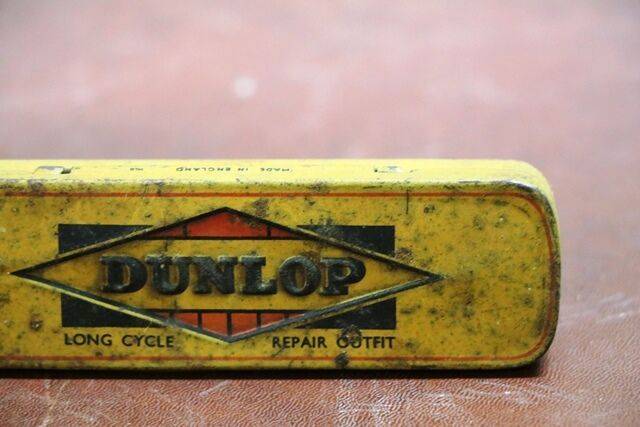 MADE IN ENGLAND
DUNLOP
LONG CYCLE REPAIR OUTFIT